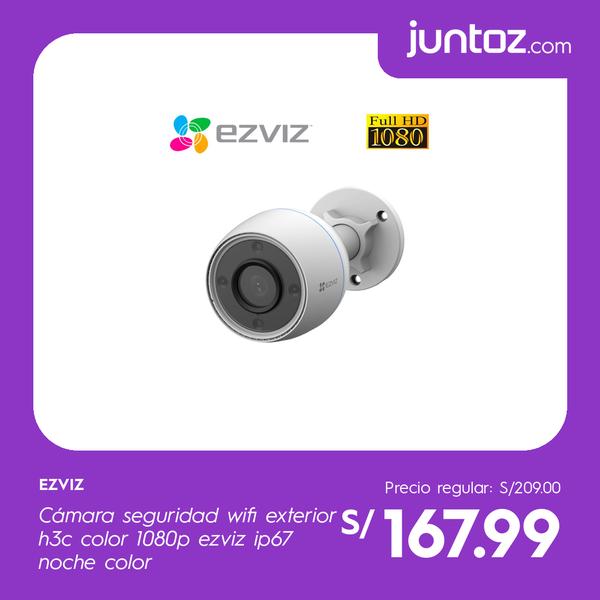 juntoz.com
ezviz
Full HD
1080
EZVIZ
EZVIZ
Precio regular: S/209.00
Cámara seguridad wifi exterior
h3c color 1080p ezviz ip67
noche color
S/167.99